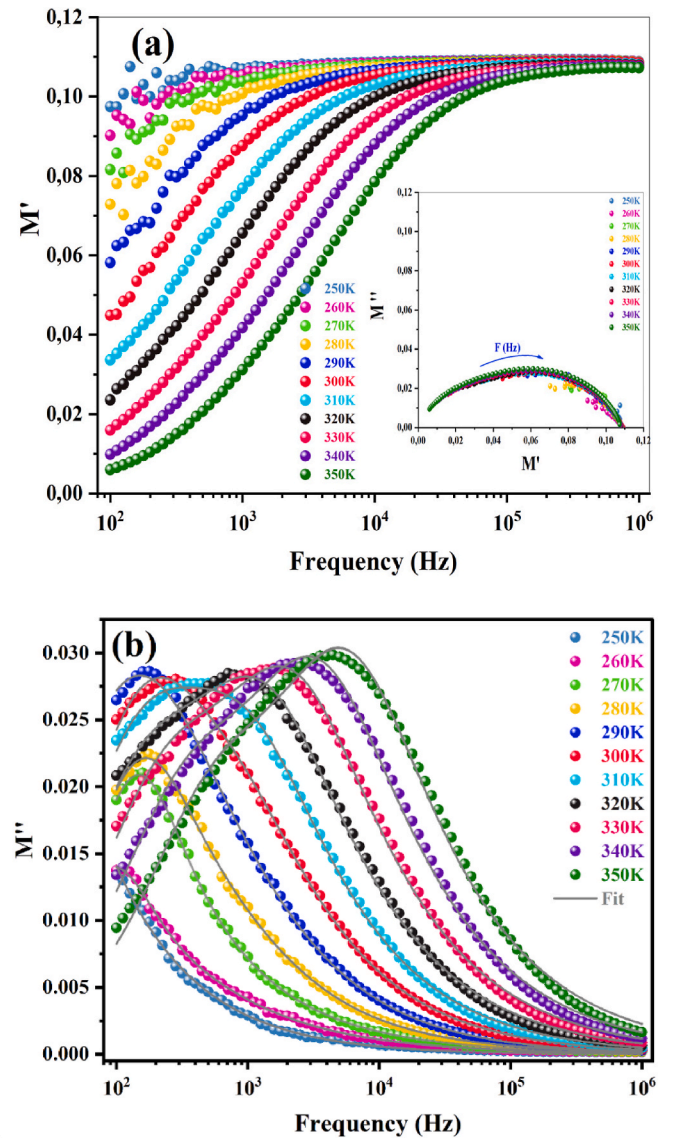 (a)
0,12
0,10
0,08
0,06
0,04
0,02
0,00
M'
10²
10³
10⁴
10⁵
10⁶
Frequency (Hz)
250K
260K
270K
280K
290K
300K
310K
320K
330K
340K
350K
0,12
0,10
0,08
0,06
0,04
0,02
0,00
M''
0,00
0,02
0,04
0,06
0,08
0,10
0,12
M'
F (Hz)
250K
260K
270K
280K
290K
300K
310K
320K
330K
340K
350K
(b)
0.030
0.025
0.020
0.015
0.010
0.005
0.000
M''
10²
10³
10⁴
10⁵
10⁶
Frequency (Hz)
250K
260K
270K
280K
290K
300K
310K
320K
330K
340K
350K
Fit